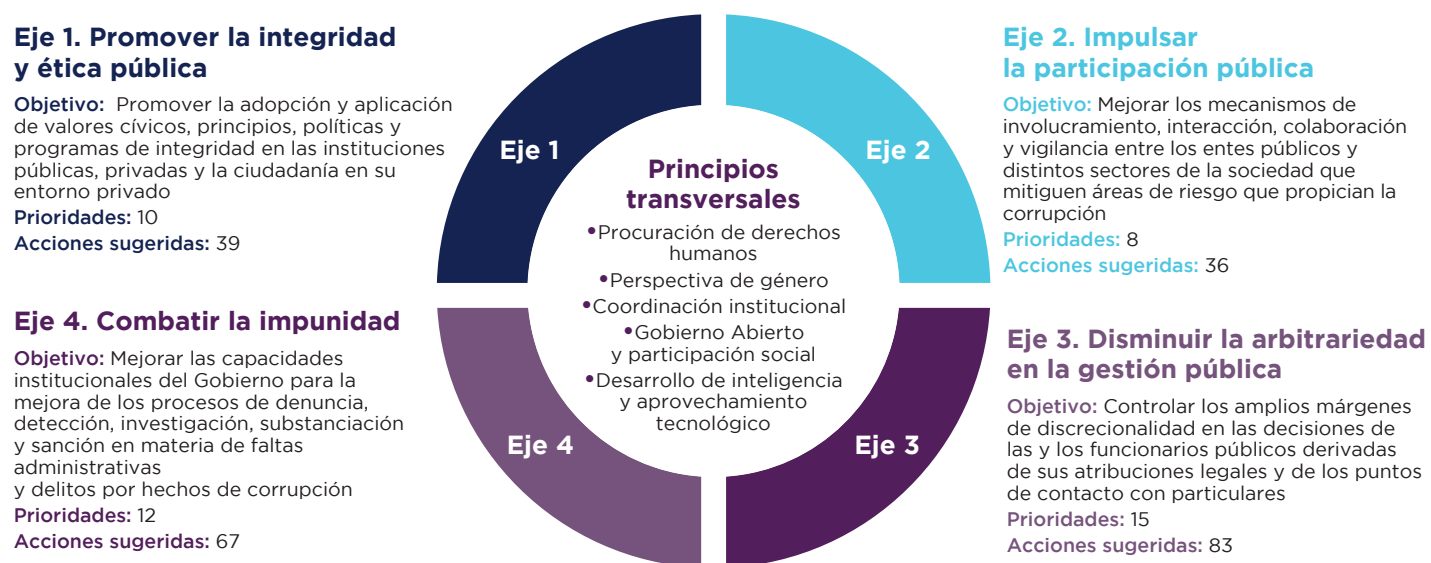 Eje 1. Promover la integridad
y ética pública
Objetivo: Promover la adopción y aplicación
de valores cívicos, principios, políticas y
programas de integridad en las instituciones
públicas, privadas y la ciudadanía en su
entorno privado
Prioridades: 10
Acciones sugeridas: 39
Eje 2. Impulsar
la participación pública
Objetivo: Mejorar los mecanismos de
involucramiento, interacción, colaboración
y vigilancia entre los entes públicos y
distintos sectores de la sociedad que
mitiguen áreas de riesgo que propician la
corrupción
Prioridades: 8
Acciones sugeridas: 36
Eje 1
Eje 2
Principios
transversales
•Procuración de derechos
humanos
•Perspectiva de género
•Coordinación institucional
•Gobierno Abierto
y participación social
•Desarrollo de inteligencia
y aprovechamiento
tecnológico
Eje 4
Eje 3
Eje 4. Combatir la impunidad
Objetivo: Mejorar las capacidades
institucionales del Gobierno para la
mejora de los procesos de denuncia,
detección, investigación, substanciación
y sanción en materia de faltas
administrativas
y delitos por hechos de corrupción
Prioridades: 12
Acciones sugeridas: 67
Eje 3. Disminuir la arbitrariedad
en la gestión pública
Objetivo: Controlar los amplios márgenes
de discrecionalidad en las decisiones de
las y los funcionarios públicos derivadas
de sus atribuciones legales y de los puntos
de contacto con particulares
Prioridades: 15
Acciones sugeridas: 83